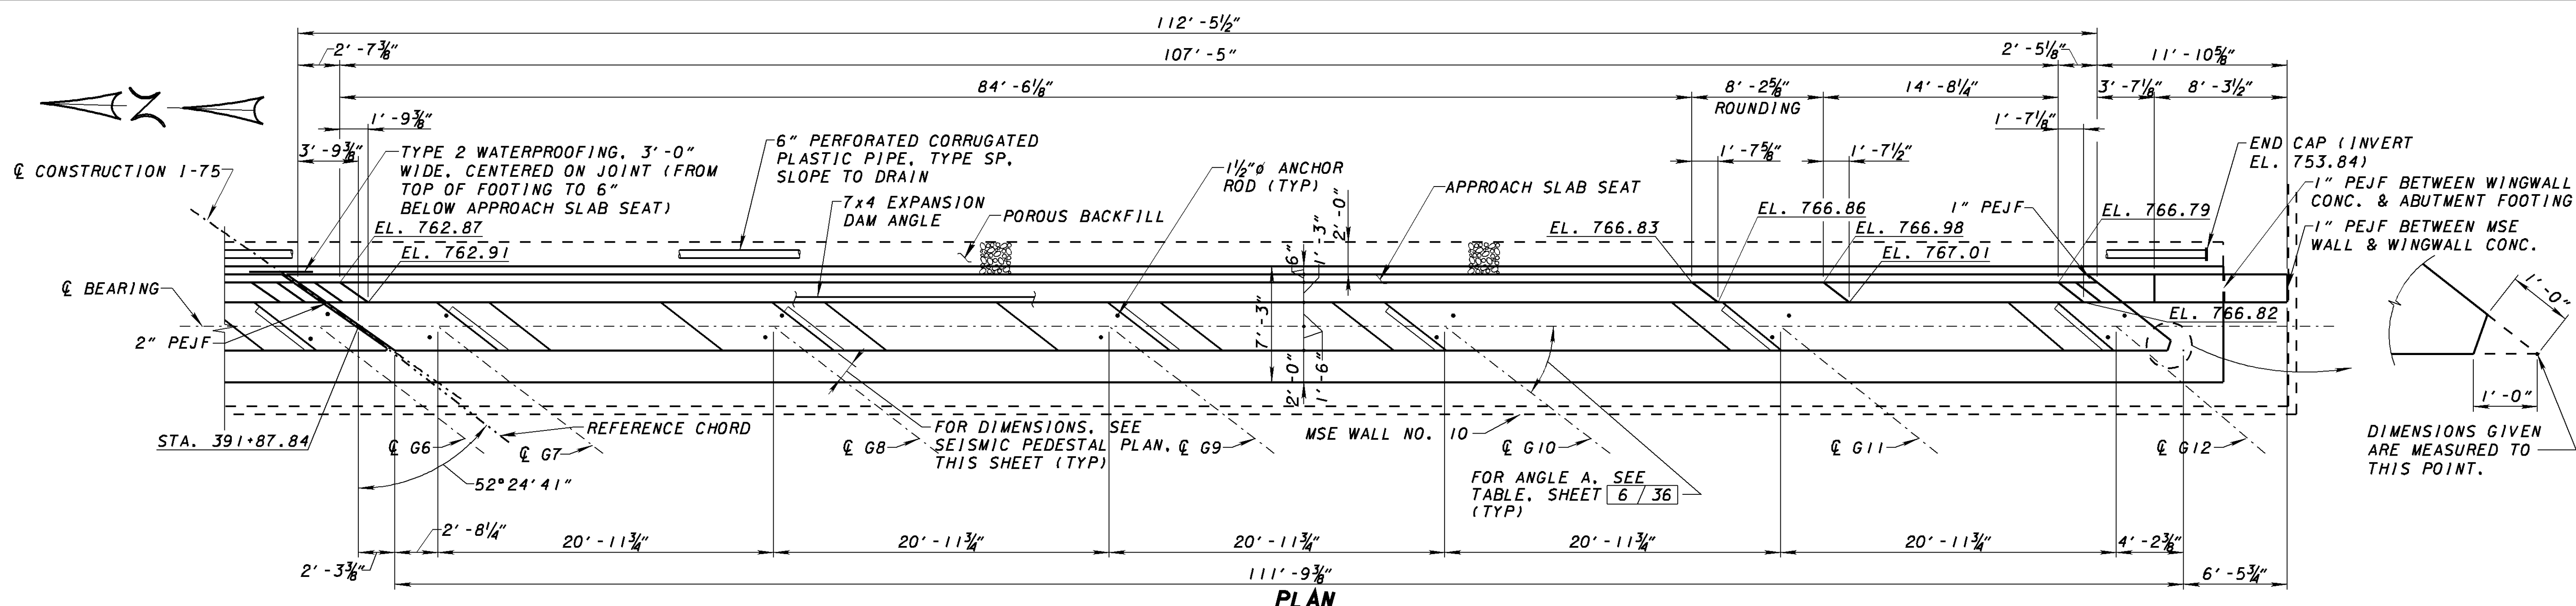 112'-5½"
2'-7⅜"
107'-5"
2'-5⅛"
11'-10⅝"
84'-6⅛"
8'-2⅝"
ROUNDING
14'-8¼"
3'-7⅛"
8'-3½"
N
1'-9⅜"
1'-7⅛"
3'-9⅜"
TYPE 2 WATERPROOFING, 3'-0"
WIDE, CENTERED ON JOINT (FROM
TOP OF FOOTING TO 6"
BELOW APPROACH SLAB SEAT)
6" PERFORATED CORRUGATED
PLASTIC PIPE, TYPE SP,
SLOPE TO DRAIN
1½"ø ANCHOR
ROD (TYP)
1'-7⅝"
1'-7½"
END CAP (INVERT
EL. 753.84)
℄ CONSTRUCTION I-75
7x4 EXPANSION
DAM ANGLE
POROUS BACKFILL
APPROACH SLAB SEAT
1" PEJF BETWEEN WINGWALL
CONC. & ABUTMENT FOOTING
1" PEJF BETWEEN MSE
WALL & WINGWALL CONC.
EL. 762.87
EL. 762.91
6"
1'-3"
2'-0"
EL. 766.83
EL. 766.86
EL. 766.98
EL. 767.01
1" PEJF
EL. 766.79
EL. 766.82
℄ BEARING
2" PEJF
7'-3"
2'-0"
1'-6"
1'-0"
1'-0"
STA. 391+87.84
℄ G6
℄ G7
REFERENCE CHORD
℄ G8
FOR DIMENSIONS, SEE
SEISMIC PEDESTAL PLAN,
THIS SHEET (TYP)
℄ G9
MSE WALL NO. 10
℄ G10
℄ G11
℄ G12
DIMENSIONS GIVEN
ARE MEASURED TO
THIS POINT.
52°24'41"
FOR ANGLE A, SEE
TABLE, SHEET 6 / 36
(TYP)
2'-8¼"
20'-11¾"
20'-11¾"
20'-11¾"
20'-11¾"
20'-11¾"
4'-2⅜"
2'-3⅜"
111'-9⅜"
6'-5¾"
PLAN